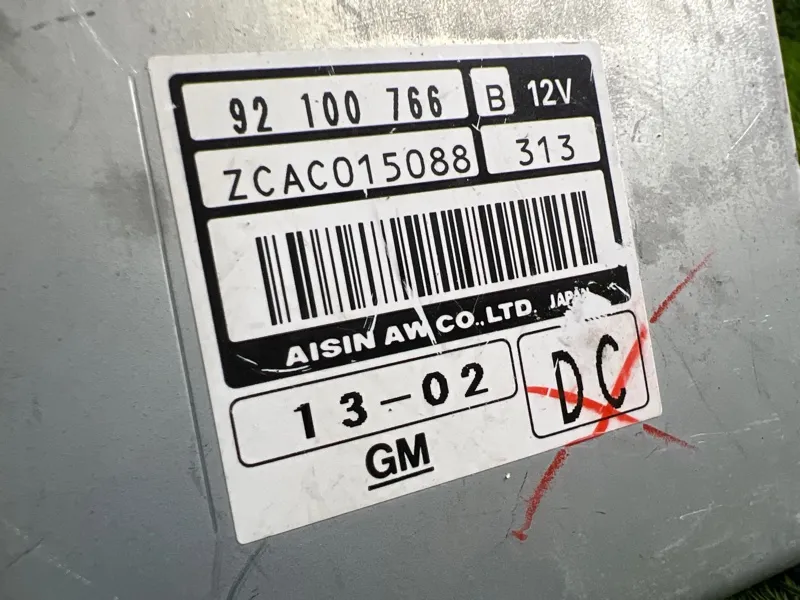 92 100 766 B 12V
ZCAC015088 313
AISIN AW CO.,LTD. JAPAN
13-02 DC
GM